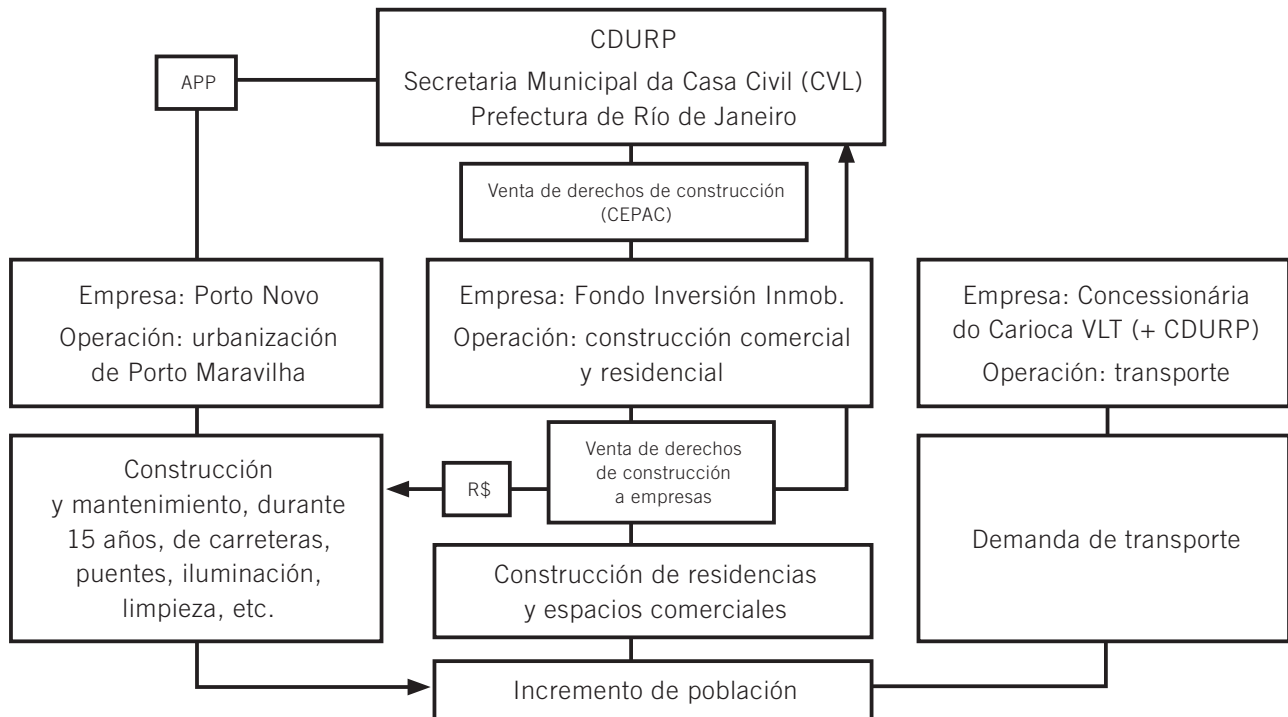 CDURP
Secretaria Municipal da Casa Civil (CVL)
Prefectura de Río de Janeiro
APP
Venta de derechos de construcción
(CEPAC)
Empresa: Porto Novo
Operación: urbanización
de Porto Maravilha
Empresa: Fondo Inversión Inmob.
Operación: construcción comercial
y residencial
Empresa: Concessionária
do Carioca VLT (+ CDURP)
Operación: transporte
Construcción
y mantenimiento, durante
15 años, de carreteras,
puentes, iluminación,
limpieza, etc.
R$
Venta de derechos
de construcción
a empresas
Demanda de transporte
Construcción de residencias
y espacios comerciales
Incremento de población